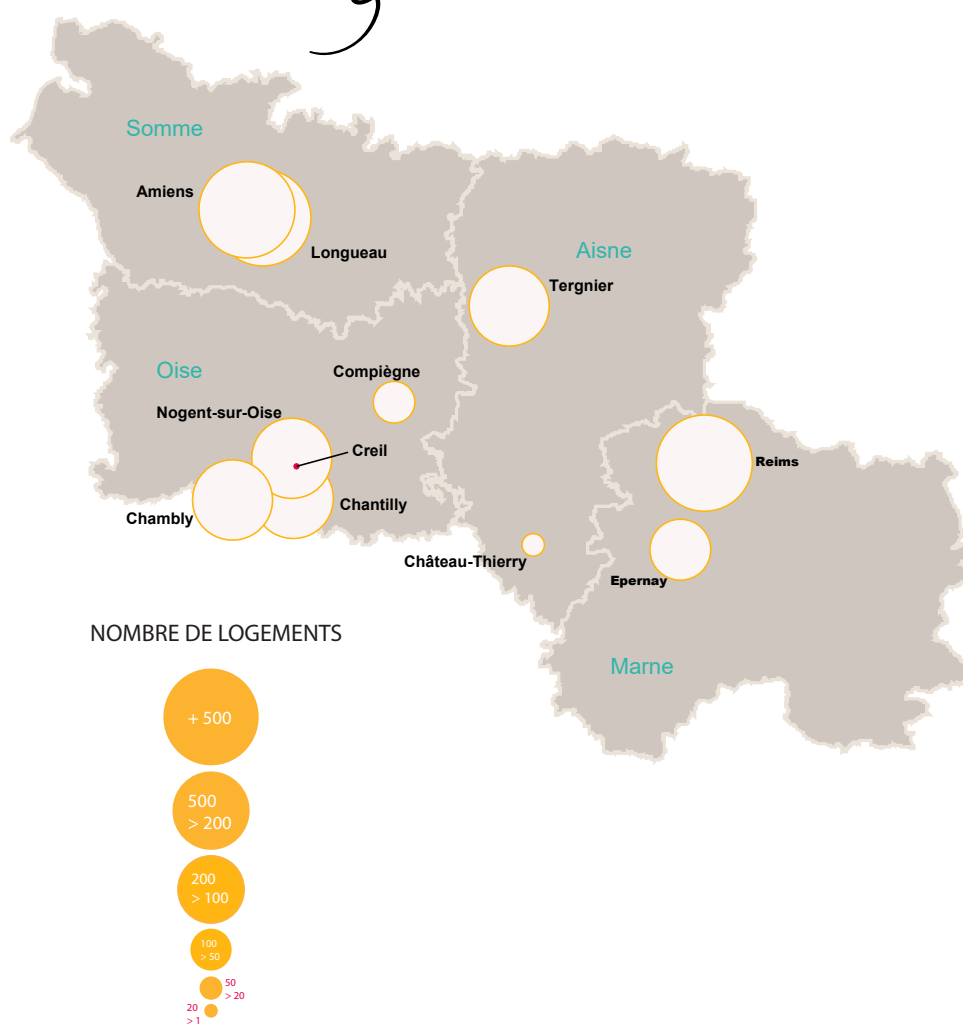 Somme
Amiens
Longueau
Aisne
Tergnier
Oise
Compiègne
Nogent-sur-Oise
Creil
Reims
Chantilly
Chambly
Château-Thierry
Epernay
Marne
NOMBRE DE LOGEMENTS
+ 500
500
> 200
200
> 100
100
> 50
50
> 20
20
> 1